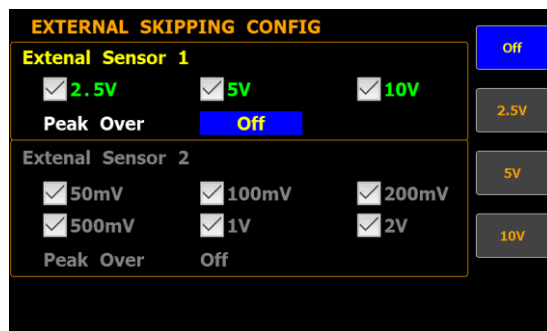 EXTERNAL SKIPPING CONFIG
Extenal Sensor 1
2.5V 5V 10V
Peak Over Off
Extenal Sensor 2
50mV 100mV 200mV
500mV 1V 2V
Peak Over Off
Off
2.5V
5V
10V